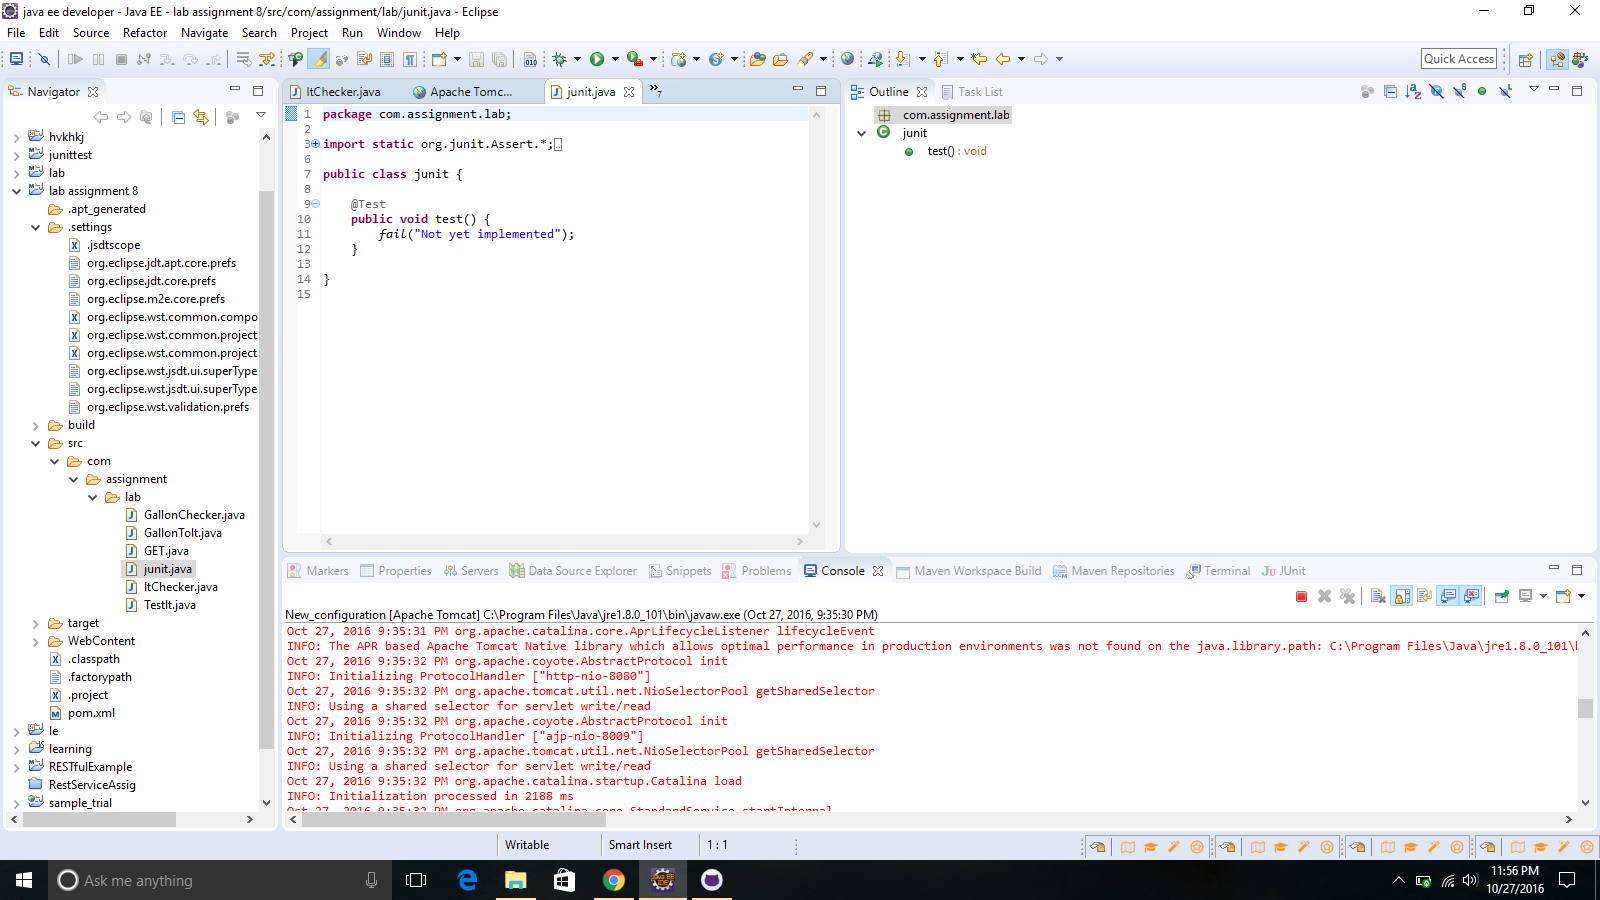 java ee developer - Java EE - lab assignment 8/src/com/assignment/lab/junit.java - Eclipse
File Edit Source Refactor Navigate Search Project Run Window Help
Quick Access
Navigator
hvkhkj
junittest
lab
lab assignment 8
.apt_generated
.settings
.jsdtscope
org.eclipse.jdt.apt.core.prefs
org.eclipse.jdt.core.prefs
org.eclipse.m2e.core.prefs
org.eclipse.wst.common.compo
org.eclipse.wst.common.project
org.eclipse.wst.common.project
org.eclipse.wst.jsdt.ui.superType
org.eclipse.wst.jsdt.ui.superType
org.eclipse.wst.validation.prefs
build
src
com
assignment
lab
GallonChecker.java
GallonTolt.java
GET.java
junit.java
ltChecker.java
TestIt.java
target
WebContent
.classpath
.factorypath
.project
pom.xml
le
learning
RESTfulExample
RestServiceAssig
sample_trial
ltChecker.java Apache Tomc... junit.java 7
1 package com.assignment.lab;
2
3 import static org.junit.Assert.*;
6
7 public class junit {
8
9 @Test
10 public void test() {
11 fail("Not yet implemented");
12 }
13
14 }
15
Outline Task List
com.assignment.lab
junit
test() : void
Markers Properties Servers Data Source Explorer Snippets Problems Console Maven Workspace Build Maven Repositories Terminal JUnit
New_configuration [Apache Tomcat] C:\Program Files\Java\jre1.8.0_101\bin\javaw.exe (Oct 27, 2016, 9:35:30 PM)
Oct 27, 2016 9:35:31 PM org.apache.catalina.core.AprLifecycleListener lifecycleEvent
INFO: The APR based Apache Tomcat Native library which allows optimal performance in production environments was not found on the java.library.path: C:\Program Files\Java\jre1.8.0_101\
Oct 27, 2016 9:35:32 PM org.apache.coyote.AbstractProtocol init
INFO: Initializing ProtocolHandler ["http-nio-8080"]
Oct 27, 2016 9:35:32 PM org.apache.tomcat.util.net.NioSelectorPool getSharedSelector
INFO: Using a shared selector for servlet write/read
Oct 27, 2016 9:35:32 PM org.apache.coyote.AbstractProtocol init
INFO: Initializing ProtocolHandler ["ajp-nio-8009"]
Oct 27, 2016 9:35:32 PM org.apache.tomcat.util.net.NioSelectorPool getSharedSelector
INFO: Using a shared selector for servlet write/read
Oct 27, 2016 9:35:32 PM org.apache.catalina.startup.Catalina load
INFO: Initialization processed in 2188 ms
Oct 27, 2016 9:35:32 PM org.apache.catalina.core.StandardService startInternal
Writable Smart Insert 1 : 1
Ask me anything
11:56 PM
10/27/2016